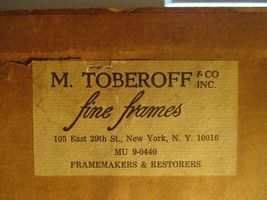 M. TOBEROFF & CO INC.
fine frames
105 East 29th St., New York, N. Y. 10016
MU 9-0440
FRAMEMAKERS & RESTORERS